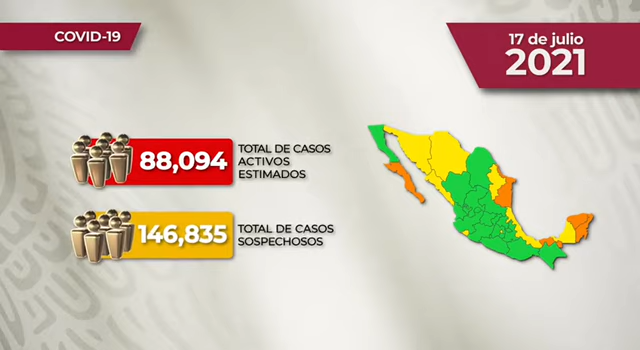 COVID-19
17 de julio
2021
88,094
TOTAL DE CASOS
ACTIVOS
ESTIMADOS
146,835
TOTAL DE CASOS
SOSPECHOSOS